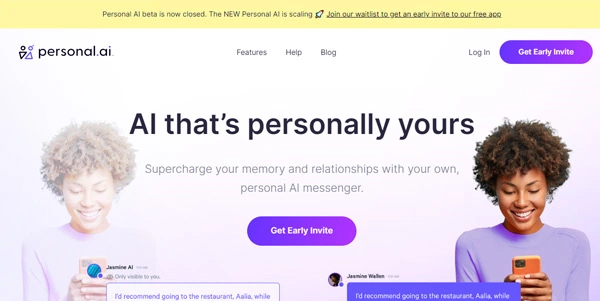 Personal AI beta is now closed. The NEW Personal AI is scaling 🚀 Join our waitlist to get an early invite to our free app
personal.ai
Features Help Blog Log In Get Early Invite
AI that's personally yours
Supercharge your memory and relationships with your own,
personal AI messenger.
Get Early Invite
Jasmine AI
Only visible to you.
Jasmine Wallen
I'd recommend going to the restaurant, Aalia, while
I'd recommend going to the restaurant, Aalia, while